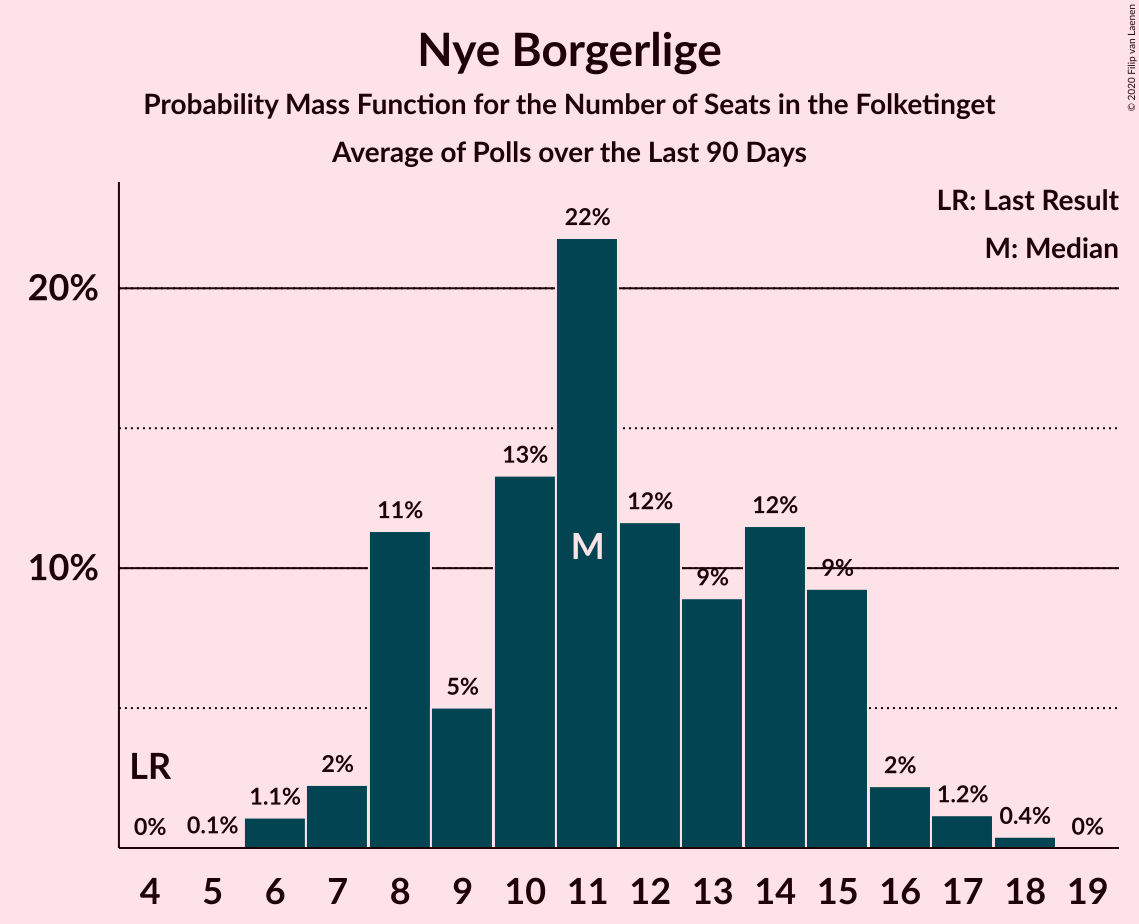 © 2020 Filip van Laenen
Nye Borgerlige
Probability Mass Function for the Number of Seats in the Folketinget
Average of Polls over the Last 90 Days
LR: Last Result
M: Median
20%
10%
LR
M
0% 0.1% 1.1% 2% 11% 5% 13% 22% 12% 9% 12% 9% 2% 1.2% 0.4% 0%
4 5 6 7 8 9 10 11 12 13 14 15 16 17 18 19